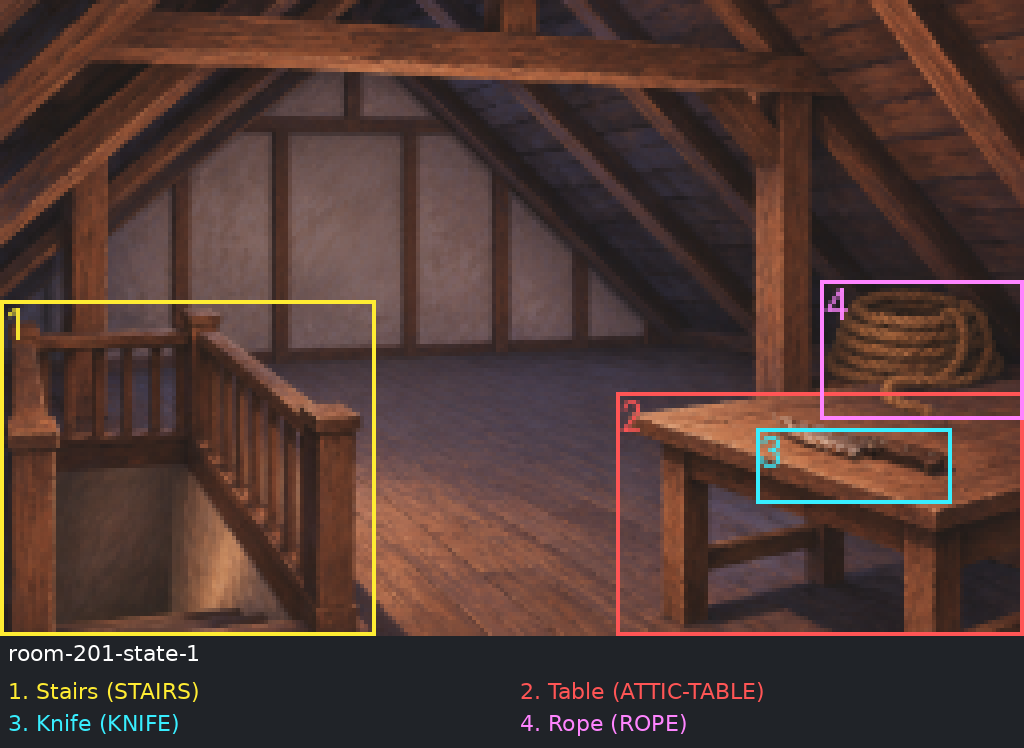 1
2
3
4
room-201-state-1
1. Stairs (STAIRS)
2. Table (ATTIC-TABLE)
3. Knife (KNIFE)
4. Rope (ROPE)